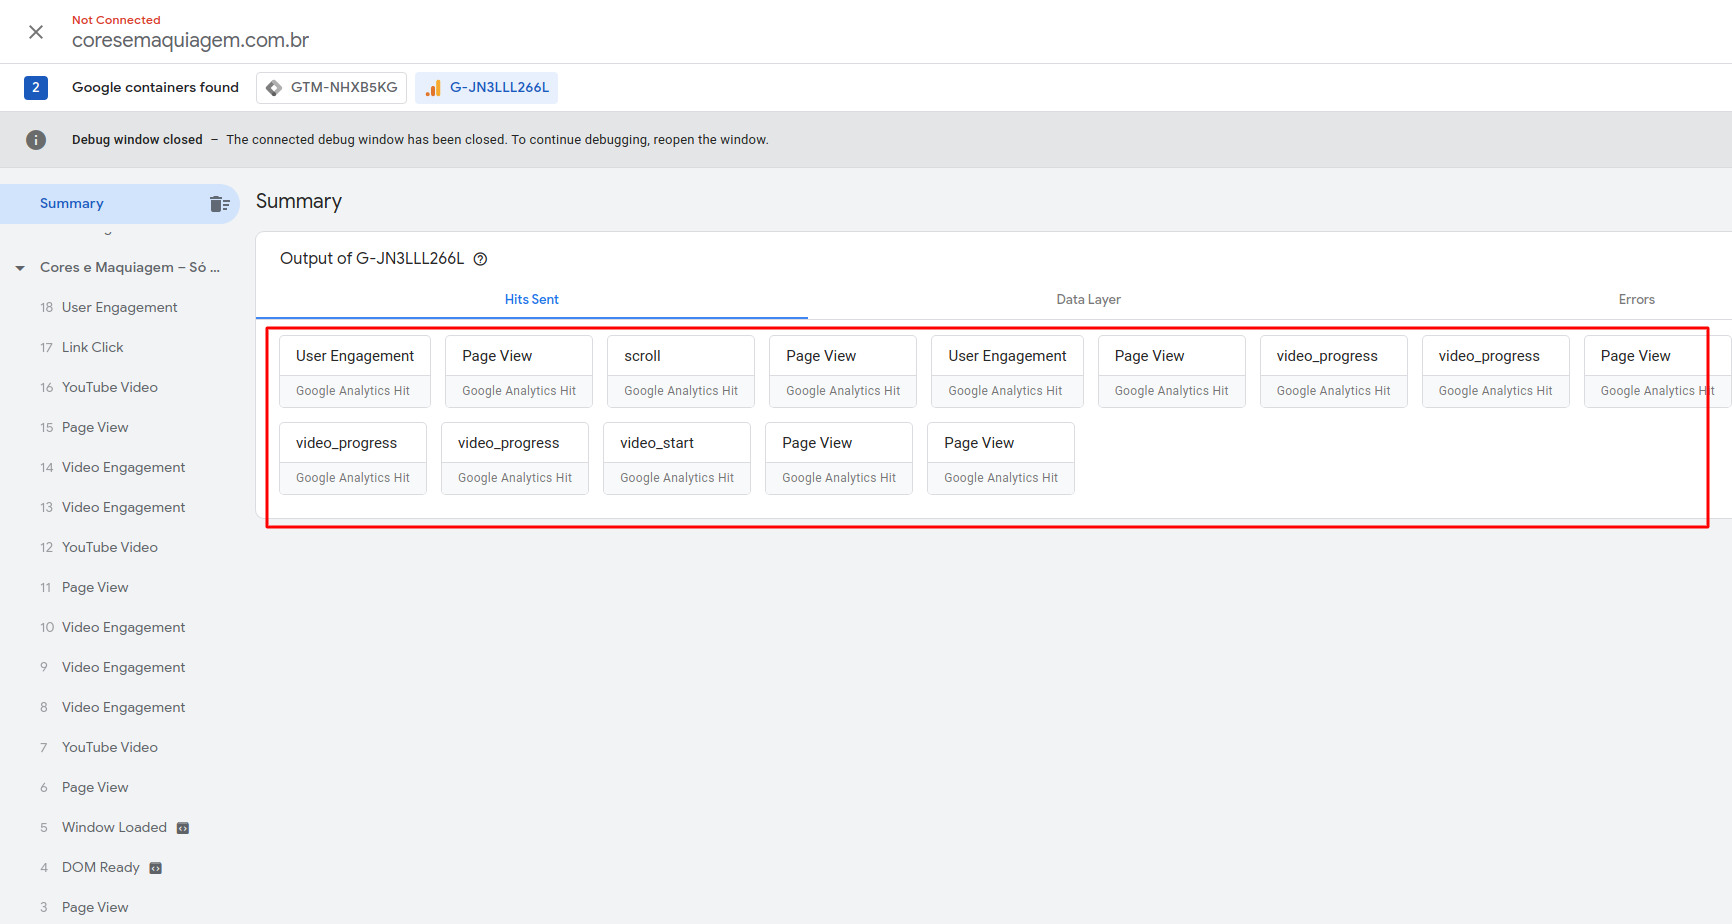 Not Connected
coresemaquiagem.com.br
2 Google containers found GTM-NHXB5KG G-JN3LLL266L
Debug window closed – The connected debug window has been closed. To continue debugging, reopen the window.
Summary
Cores e Maquiagem – Só ...
18 User Engagement
17 Link Click
16 YouTube Video
15 Page View
14 Video Engagement
13 Video Engagement
12 YouTube Video
11 Page View
10 Video Engagement
9 Video Engagement
8 Video Engagement
7 YouTube Video
6 Page View
5 Window Loaded
4 DOM Ready
3 Page View
Summary
Output of G-JN3LLL266L
Hits Sent Data Layer Errors
User Engagement Page View scroll Page View User Engagement Page View video_progress video_progress Page View
Google Analytics Hit Google Analytics Hit Google Analytics Hit Google Analytics Hit Google Analytics Hit Google Analytics Hit Google Analytics Hit Google Analytics Hit Google Analytics Hit
video_progress video_progress video_start Page View Page View
Google Analytics Hit Google Analytics Hit Google Analytics Hit Google Analytics Hit Google Analytics Hit